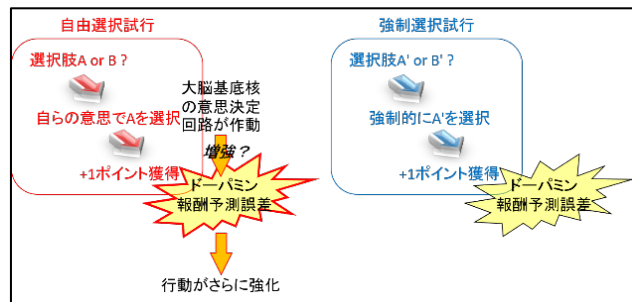 自由選択試行
選択肢A or B ?
自らの意思でAを選択
+1ポイント獲得
大脳基底核
の意思決定
回路が作動
増強？
ドーパミン
報酬予測誤差
行動がさらに強化
強制選択試行
選択肢A' or B' ?
強制的にA'を選択
+1ポイント獲得
ドーパミン
報酬予測誤差